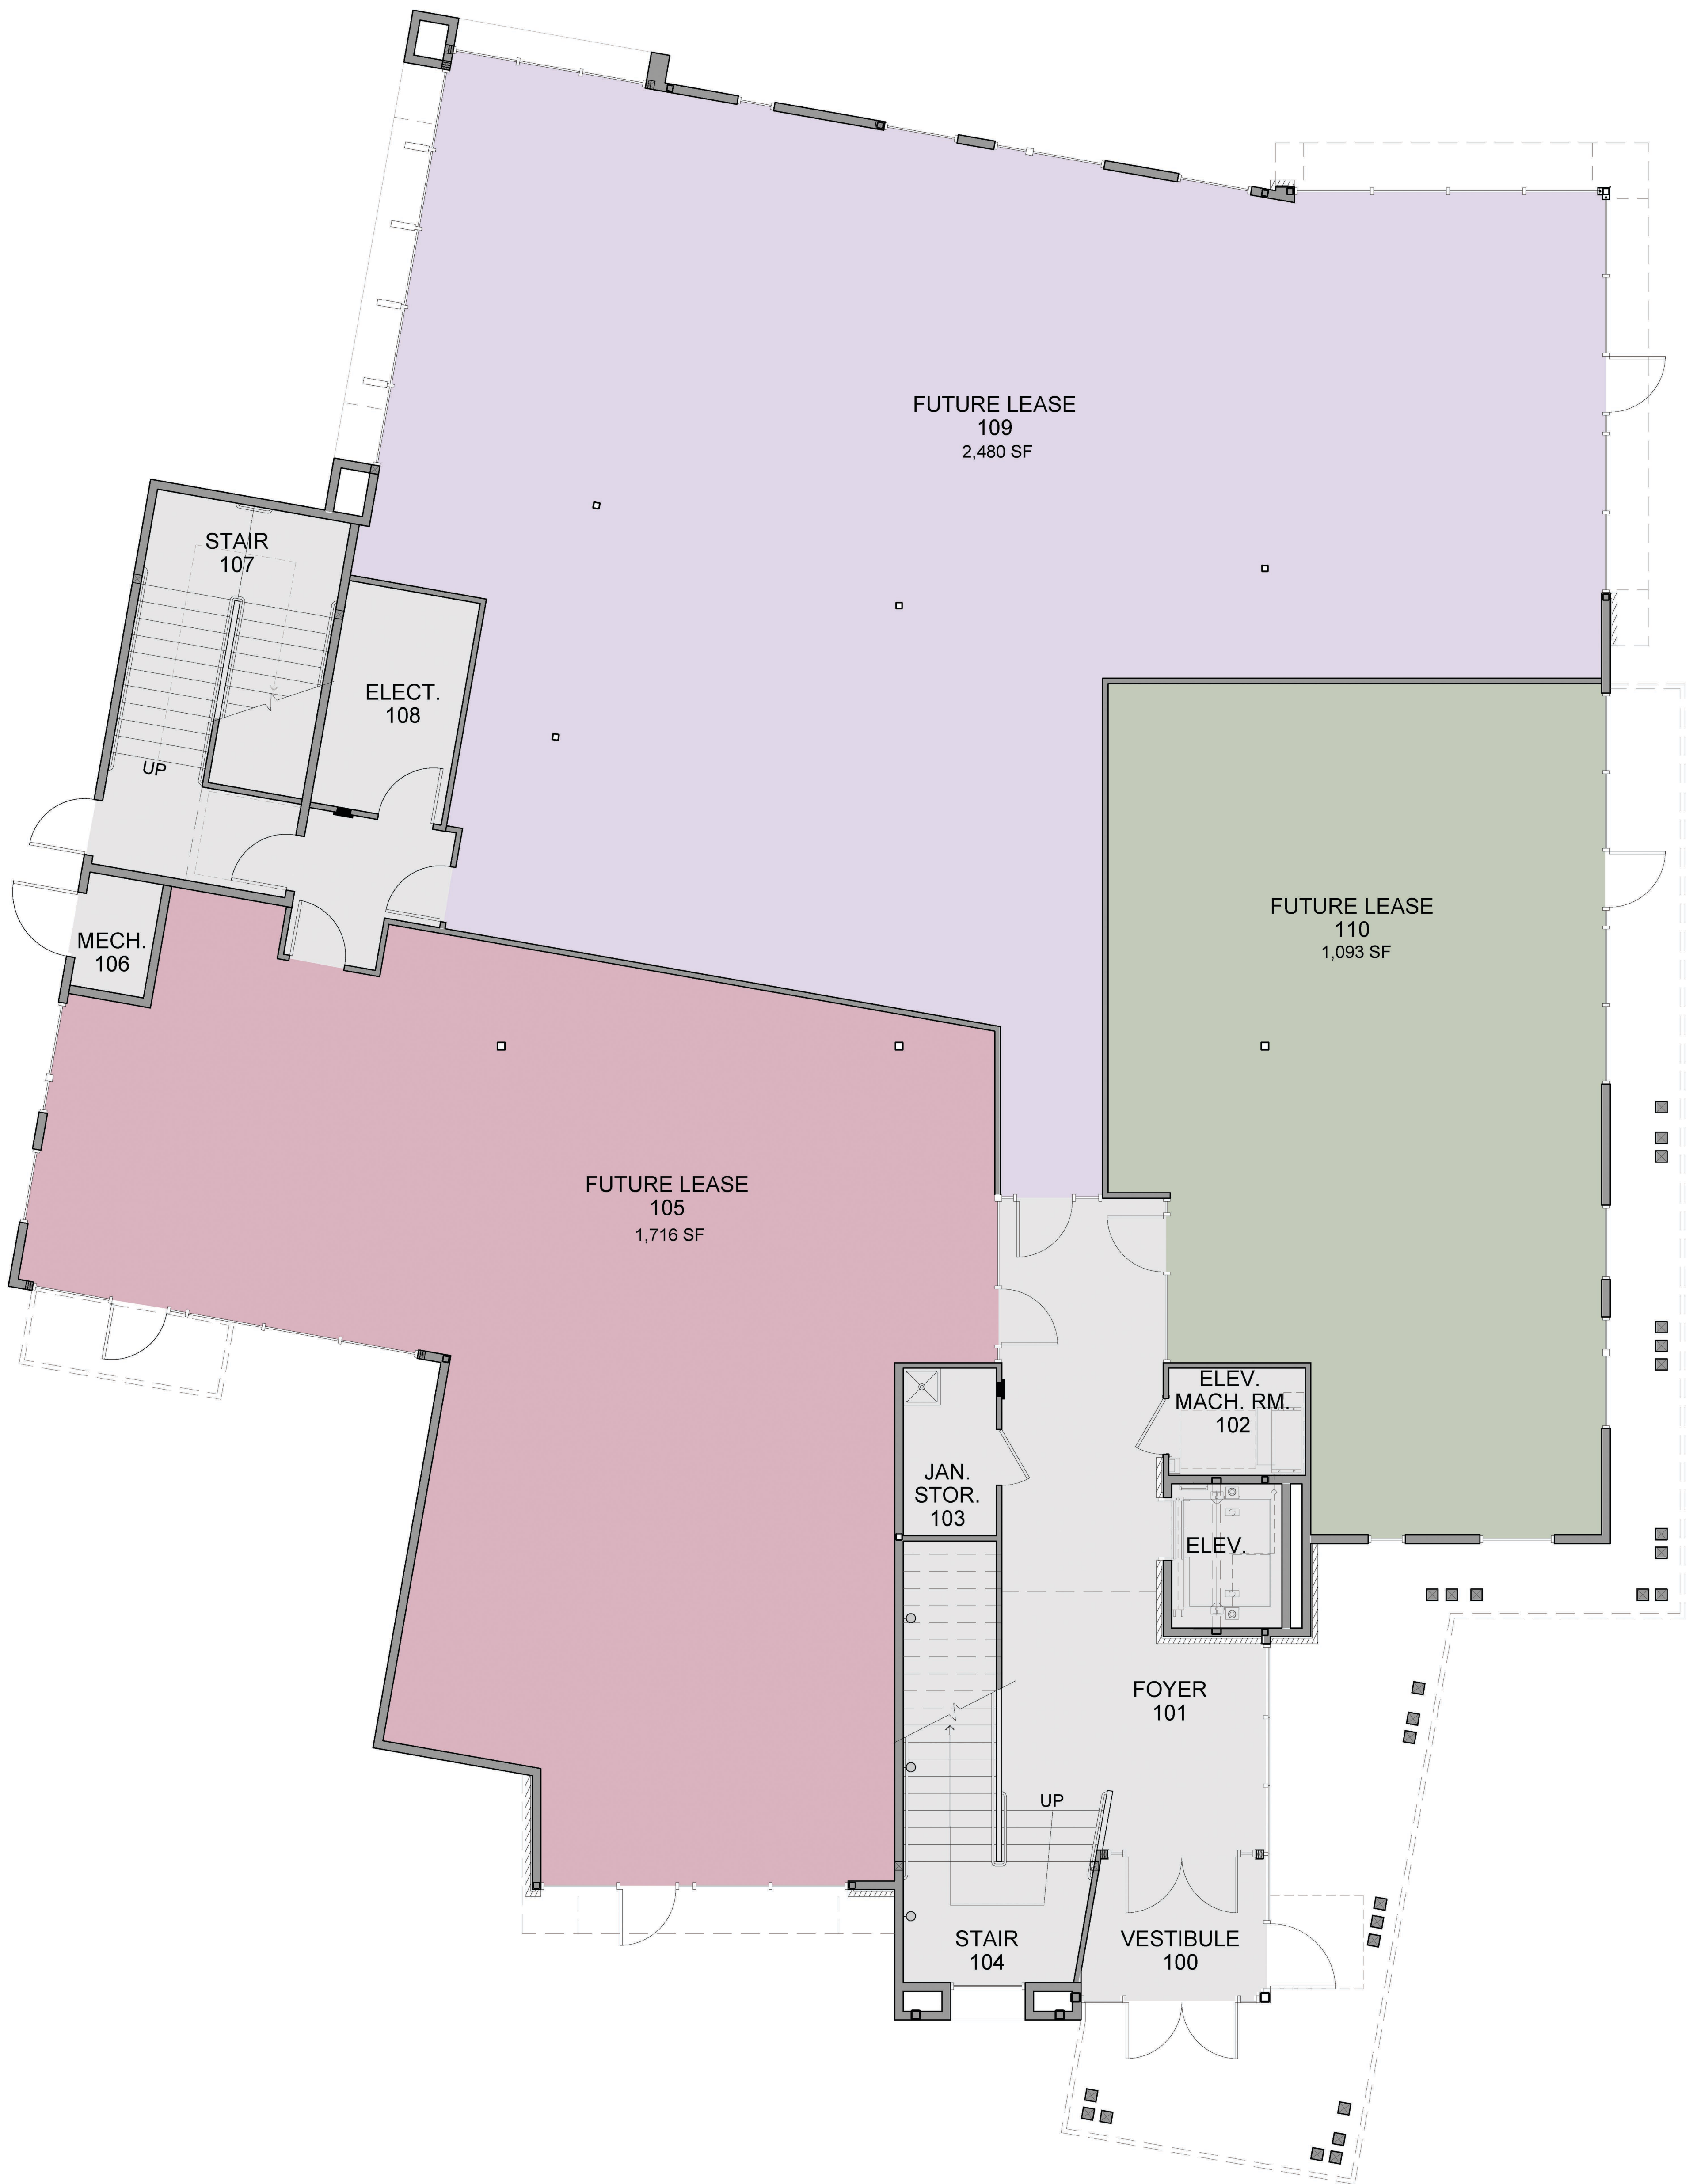 FUTURE LEASE
109
2,480 SF
STAIR
107
ELECT.
108
UP
FUTURE LEASE
110
1,093 SF
MECH.
106
FUTURE LEASE
105
1,716 SF
ELEV.
MACH. RM.
102
JAN.
STOR.
103
ELEV.
FOYER
101
UP
STAIR
104
VESTIBULE
100